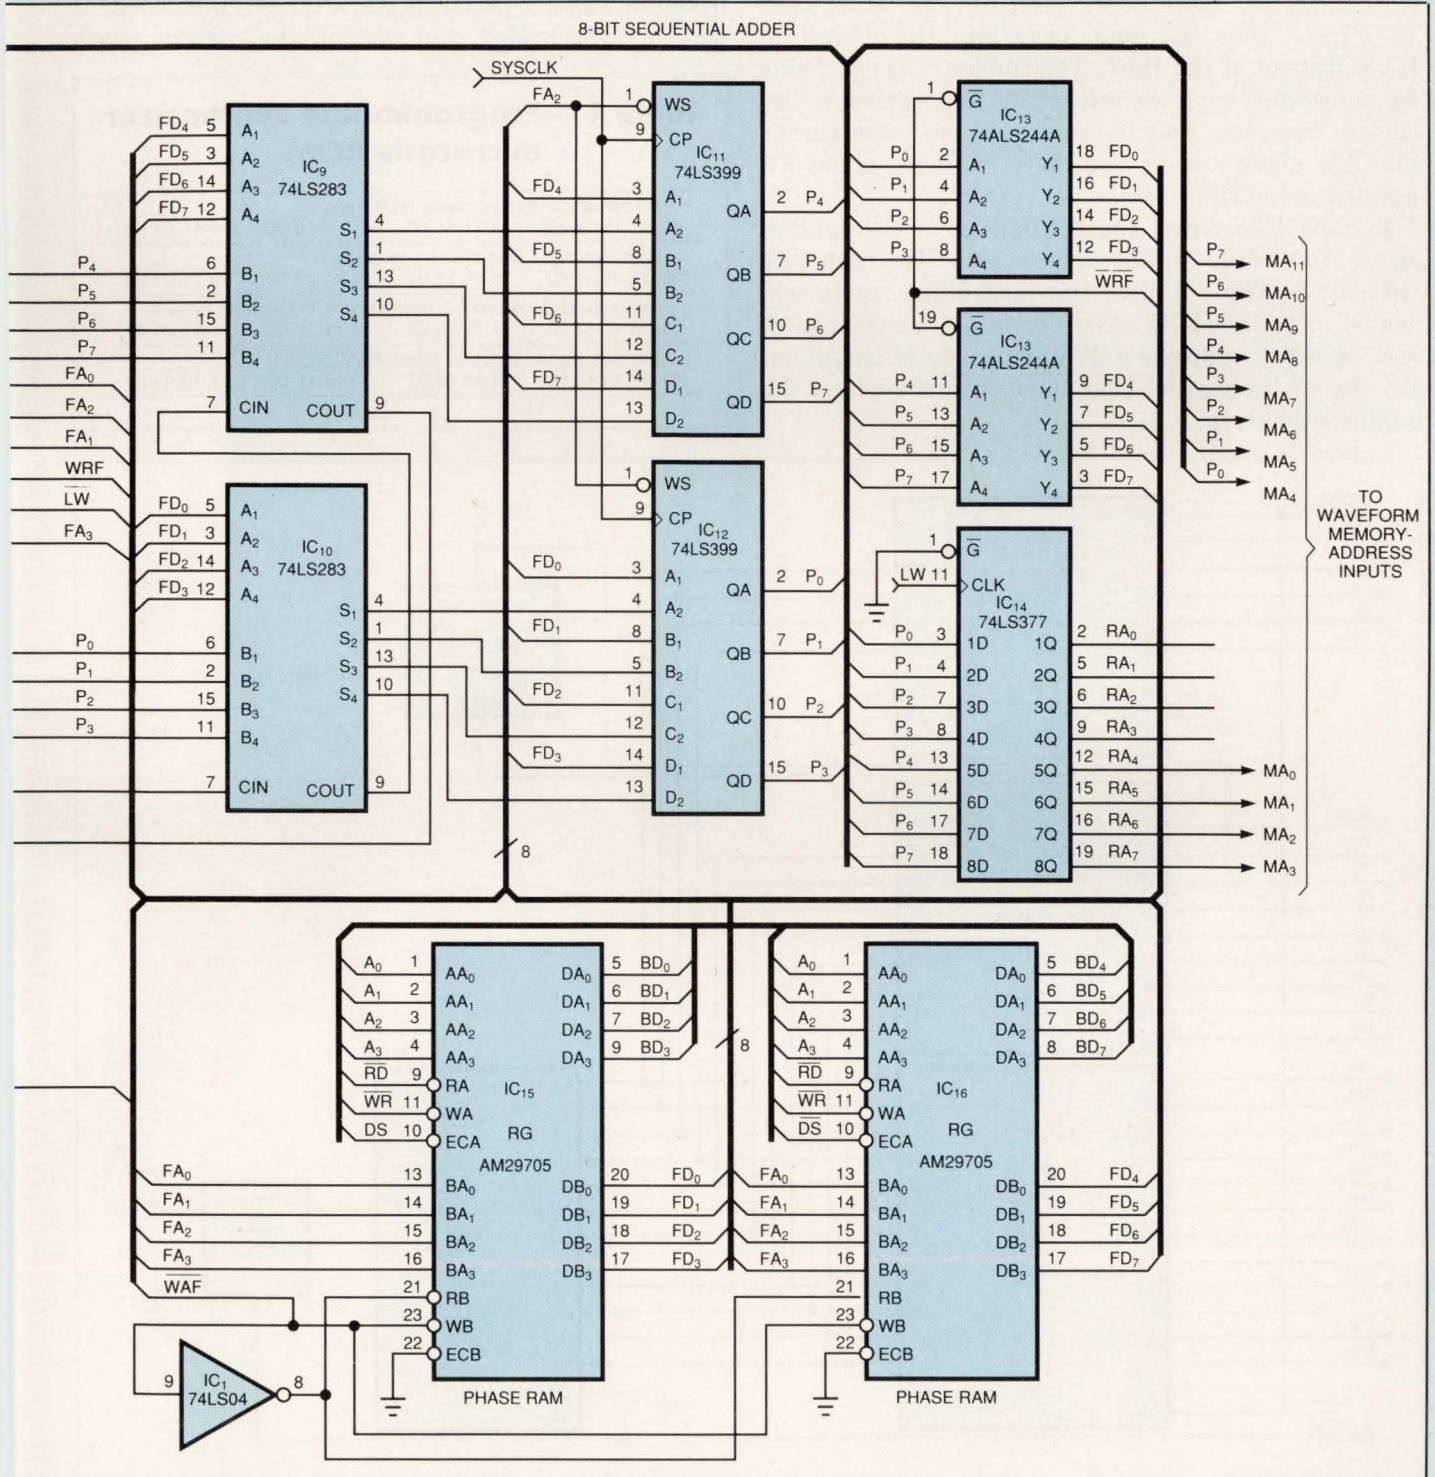 8-BIT SEQUENTIAL ADDER
SYSCLK
FA2
FD4 5 A1
FD5 3 A2
FD6 14 A3
FD7 12 A4
IC9
74LS283
S1 4
S2 1
S3 13
S4 10
P4 6 B1
P5 2 B2
P6 15 B3
P7 11 B4
FA0
FA2
FA1
WRF
LW
FA3
7 CIN COUT 9
FD0 5 A1
FD1 3 A2
FD2 14 A3
FD3 12 A4
IC10
74LS283
S1 4
S2 1
S3 13
S4 10
P0 6 B1
P1 2 B2
P2 15 B3
P3 11 B4
7 CIN COUT 9
8
1 WS
9 CP
IC11
74LS399
FD4 3 A1
4 A2
FD5 8 B1
5 B2
FD6 11 C1
12 C2
FD7 14 D1
13 D2
QA 2 P4
QB 7 P5
QC 10 P6
QD 15 P7
1 WS
9 CP
IC12
74LS399
FD0 3 A1
4 A2
FD1 8 B1
5 B2
FD2 11 C1
12 C2
FD3 14 D1
13 D2
QA 2 P0
QB 7 P1
QC 10 P2
QD 15 P3
1 G̅
IC13
74ALS244A
P0 2 A1 Y1 18 FD0
P1 4 A2 Y2 16 FD1
P2 6 A3 Y3 14 FD2
P3 8 A4 Y4 12 FD3
W̅R̅F̅
19 G̅
IC13
74ALS244A
P4 11 A1 Y1 9 FD4
P5 13 A2 Y2 7 FD5
P6 15 A3 Y3 5 FD6
P7 17 A4 Y4 3 FD7
1 G̅
LW 11 CLK
IC14
74LS377
P0 3 1D 1Q 2 RA0
P1 4 2D 2Q 5 RA1
P2 7 3D 3Q 6 RA2
P3 8 4D 4Q 9 RA3
P4 13 5D 5Q 12 RA4 MA0
P5 14 6D 6Q 15 RA5 MA1
P6 17 7D 7Q 16 RA6 MA2
P7 18 8D 8Q 19 RA7 MA3
P7 MA11
P6 MA10
P5 MA9
P4 MA8
P3 MA7
P2 MA6
P1 MA5
P0 MA4
TO
WAVEFORM
MEMORY-
ADDRESS
INPUTS
A0 1 AA0 DA0 5 BD0
A1 2 AA1 DA1 6 BD1
A2 3 AA2 DA2 7 BD2
A3 4 AA3 DA3 9 BD3
R̅D̅ 9 RA
W̅R̅ 11 WA
D̅S̅ 10 ECA
IC15
RG
AM29705
FA0 13 BA0 DB0 20 FD0
FA1 14 BA1 DB1 19 FD1
FA2 15 BA2 DB2 18 FD2
FA3 16 BA3 DB3 17 FD3
W̅A̅F̅
21 RB
23 WB
22 ECB
PHASE RAM
9 IC1 8
74LS04
8
A0 1 AA0 DA0 5 BD4
A1 2 AA1 DA1 6 BD5
A2 3 AA2 DA2 7 BD6
A3 4 AA3 DA3 8 BD7
R̅D̅ 9 RA
W̅R̅ 11 WA
D̅S̅ 10 ECA
IC16
RG
AM29705
FA0 13 BA0 DB0 20 FD4
FA1 14 BA1 DB1 19 FD5
FA2 15 BA2 DB2 18 FD6
FA3 16 BA3 DB3 17 FD7
21 RB
23 WB
22 ECB
PHASE RAM